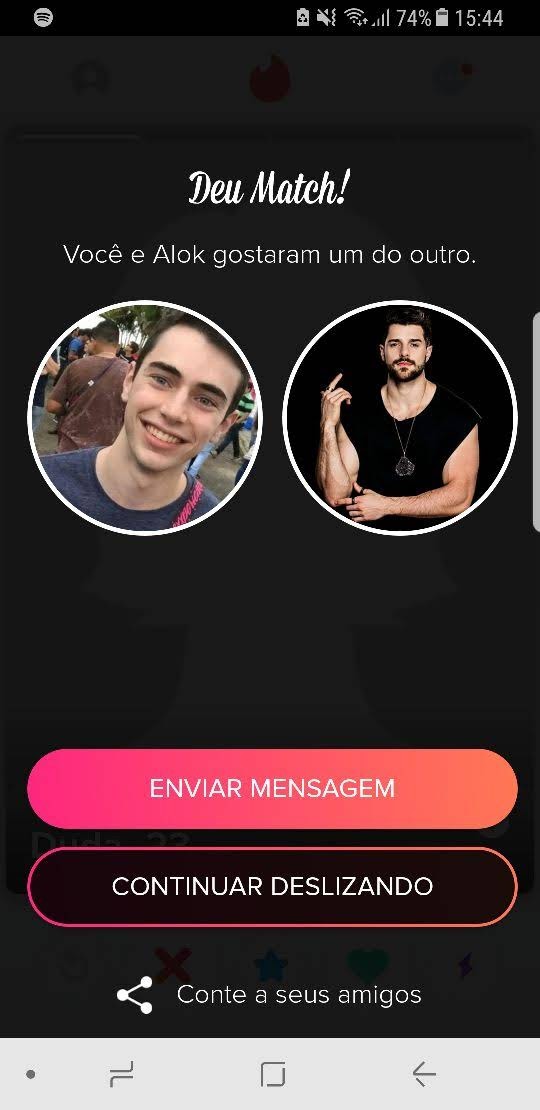 74% 15:44
Deu Match!
Você e Alok gostaram um do outro.
ENVIAR MENSAGEM
Duda, 23
CONTINUAR DESLIZANDO
Conte a seus amigos